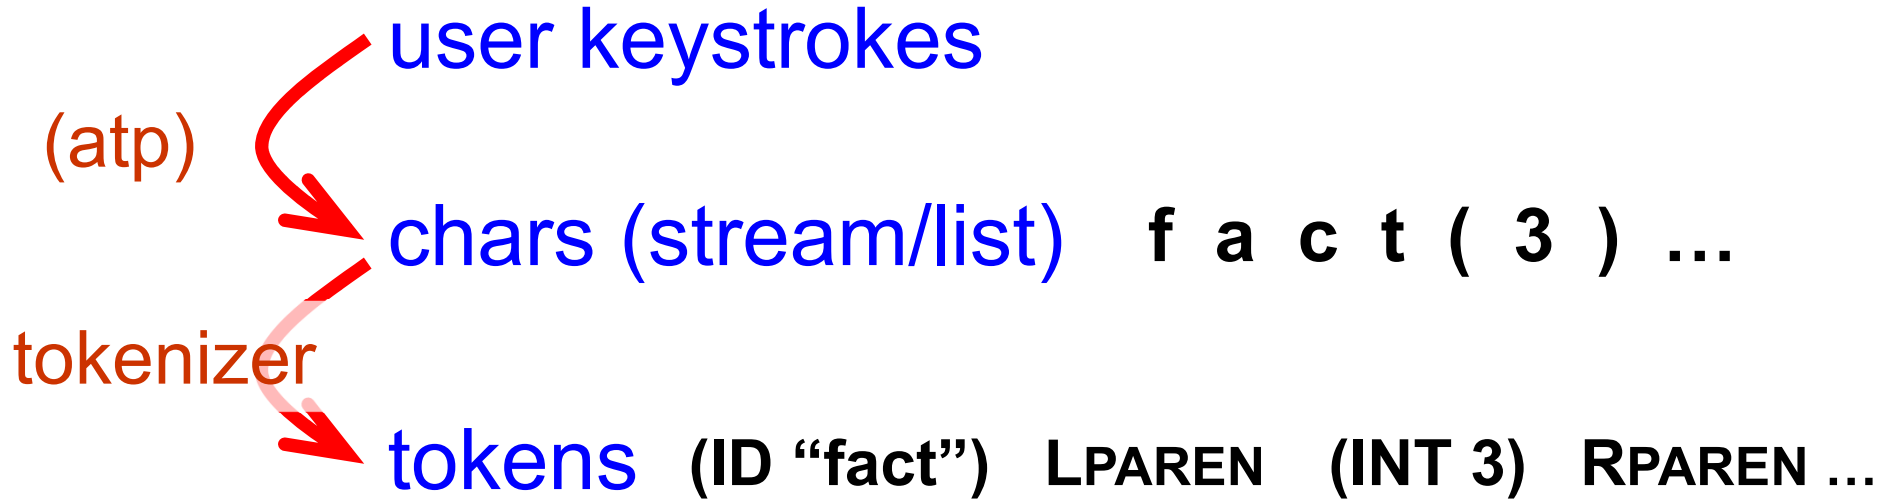 user keystrokes
(atp)
chars (stream/list) f a c t ( 3 ) …
tokenizer
tokens (ID “fact”) LPAREN (INT 3) RPAREN …